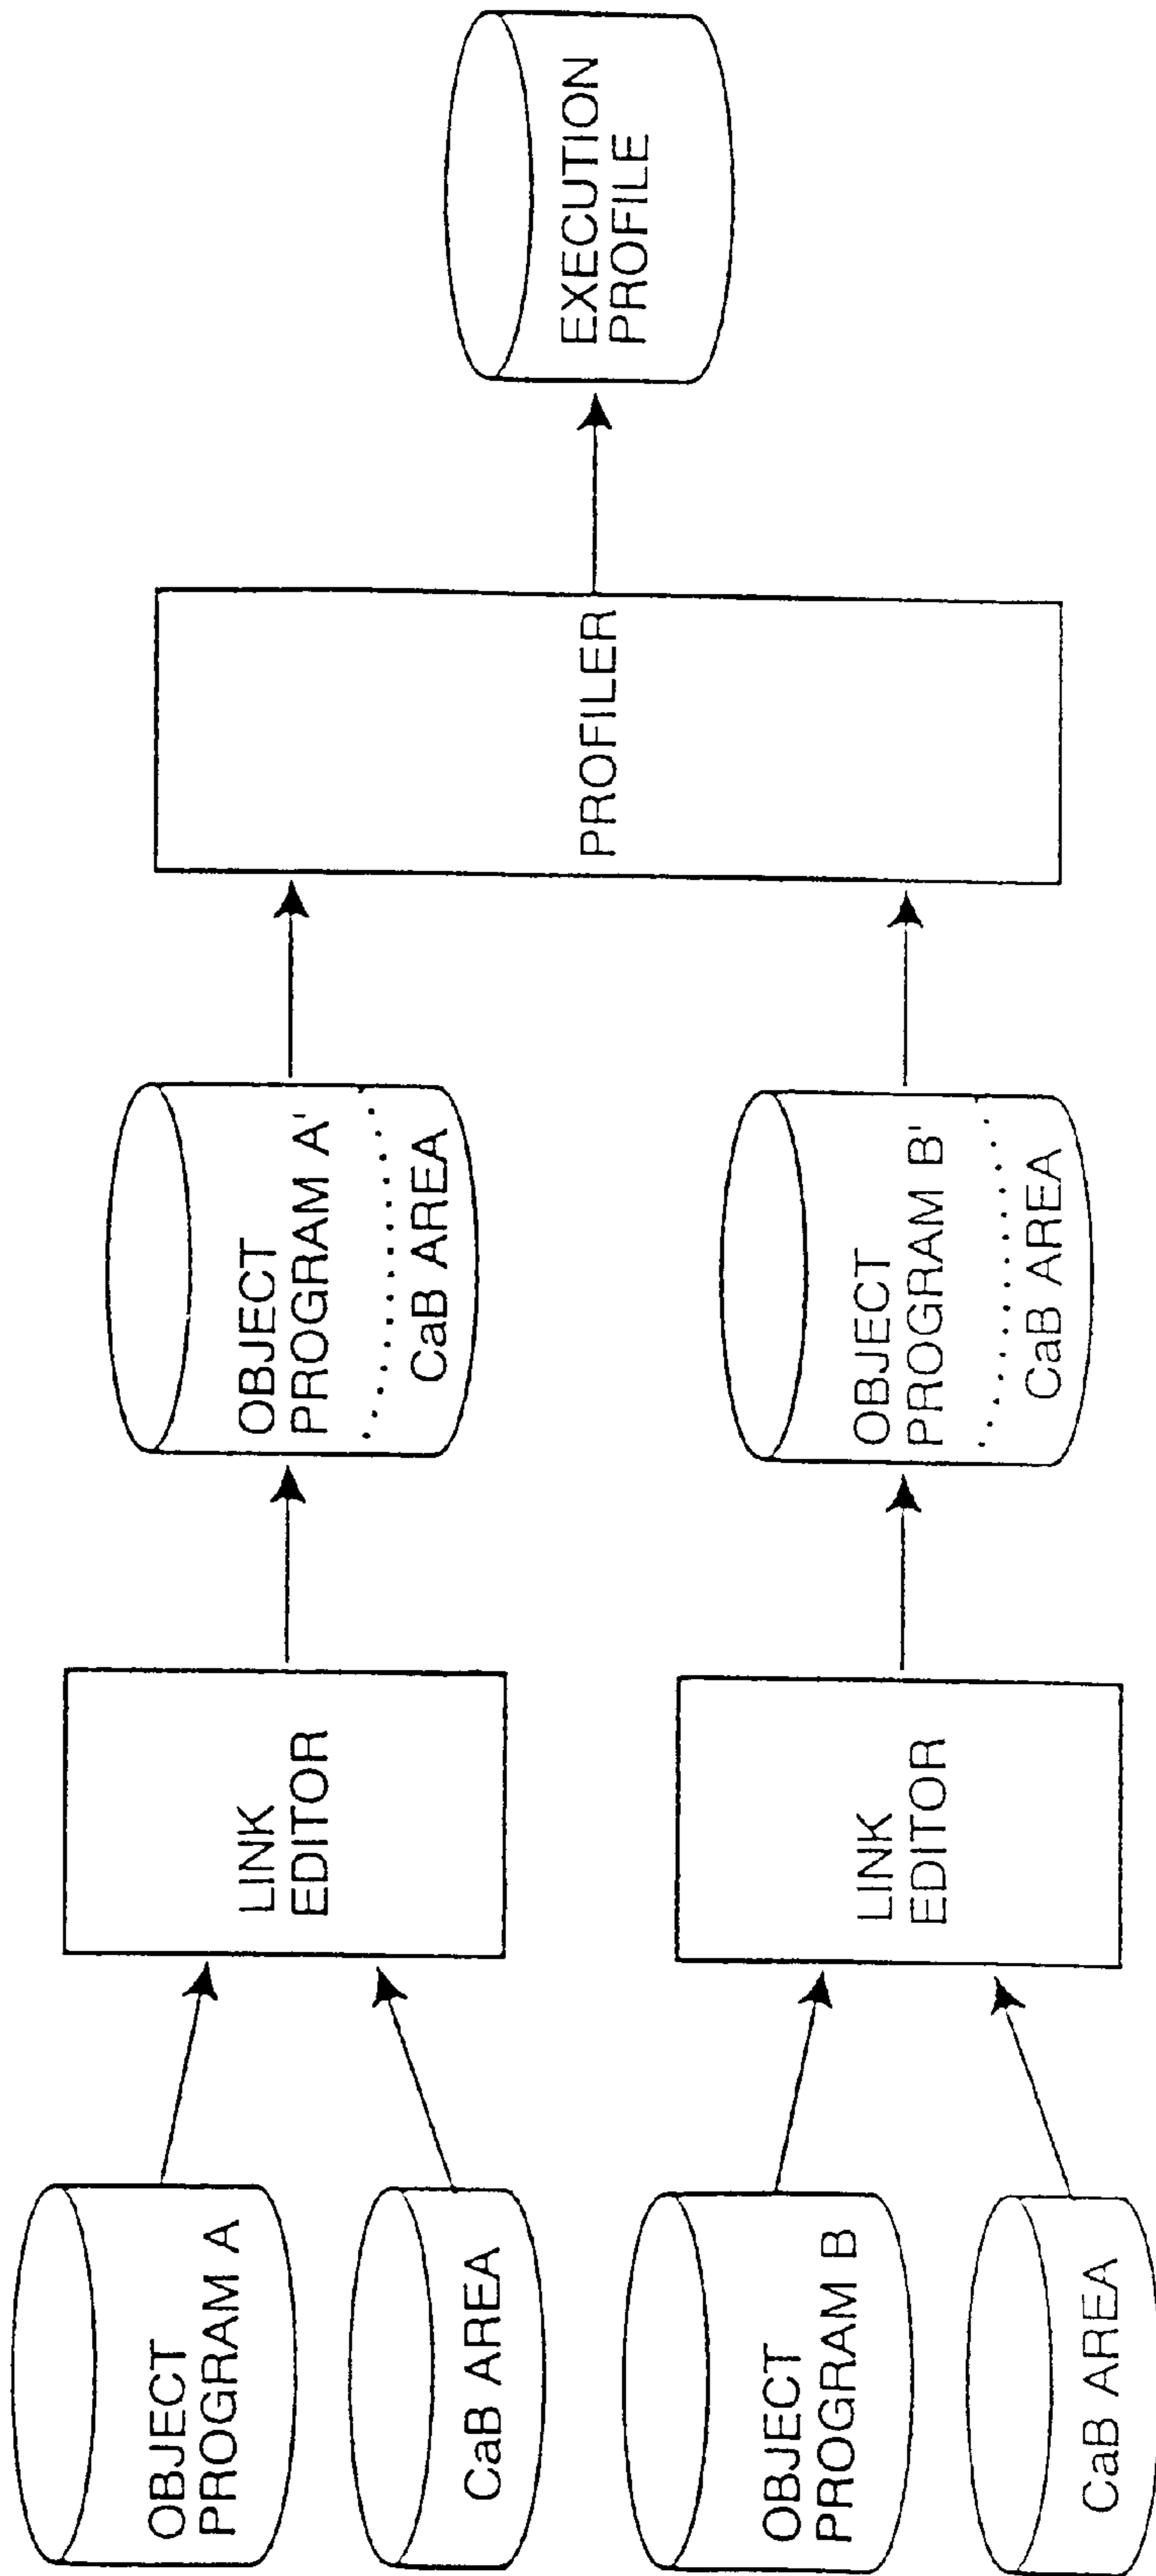 OBJECT
PROGRAM A
CaB AREA
OBJECT
PROGRAM B
CaB AREA
LINK
EDITOR
LINK
EDITOR
OBJECT
PROGRAM A'
CaB AREA
OBJECT
PROGRAM B'
CaB AREA
PROFILER
EXECUTION
PROFILE